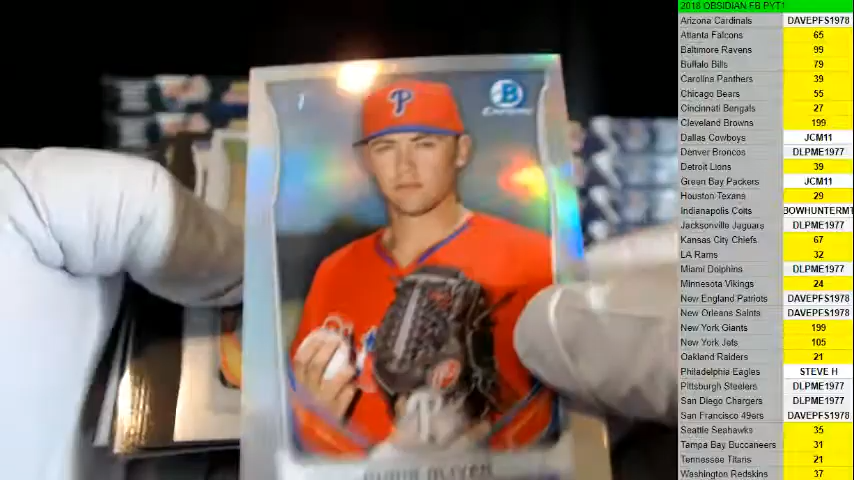 2018 OBSIDIAN FB PYT1
Arizona Cardinals DAVEPFS1978
Atlanta Falcons 65
Baltimore Ravens 99
Buffalo Bills 79
Carolina Panthers 39
Chicago Bears 55
Cincinnati Bengals 27
Cleveland Browns 199
Dallas Cowboys JCM11
Denver Broncos DLPME1977
Detroit Lions 39
Green Bay Packers JCM11
Houston Texans 29
Indianapolis Colts BOWHUNTERMT
Jacksonville Jaguars DLPME1977
Kansas City Chiefs 67
LA Rams 32
Miami Dolphins DLPME1977
Minnesota Vikings 24
New England Patriots DAVEPFS1978
New Orleans Saints DAVEPFS1978
New York Giants 199
New York Jets 105
Oakland Raiders 21
Philadelphia Eagles STEVE H
Pittsburgh Steelers DLPME1977
San Diego Chargers DLPME1977
San Francisco 49ers DAVEPFS1978
Seattle Seahawks 35
Tampa Bay Buccaneers 31
Tennessee Titans 21
Washington Redskins 37
P
B
CHROME